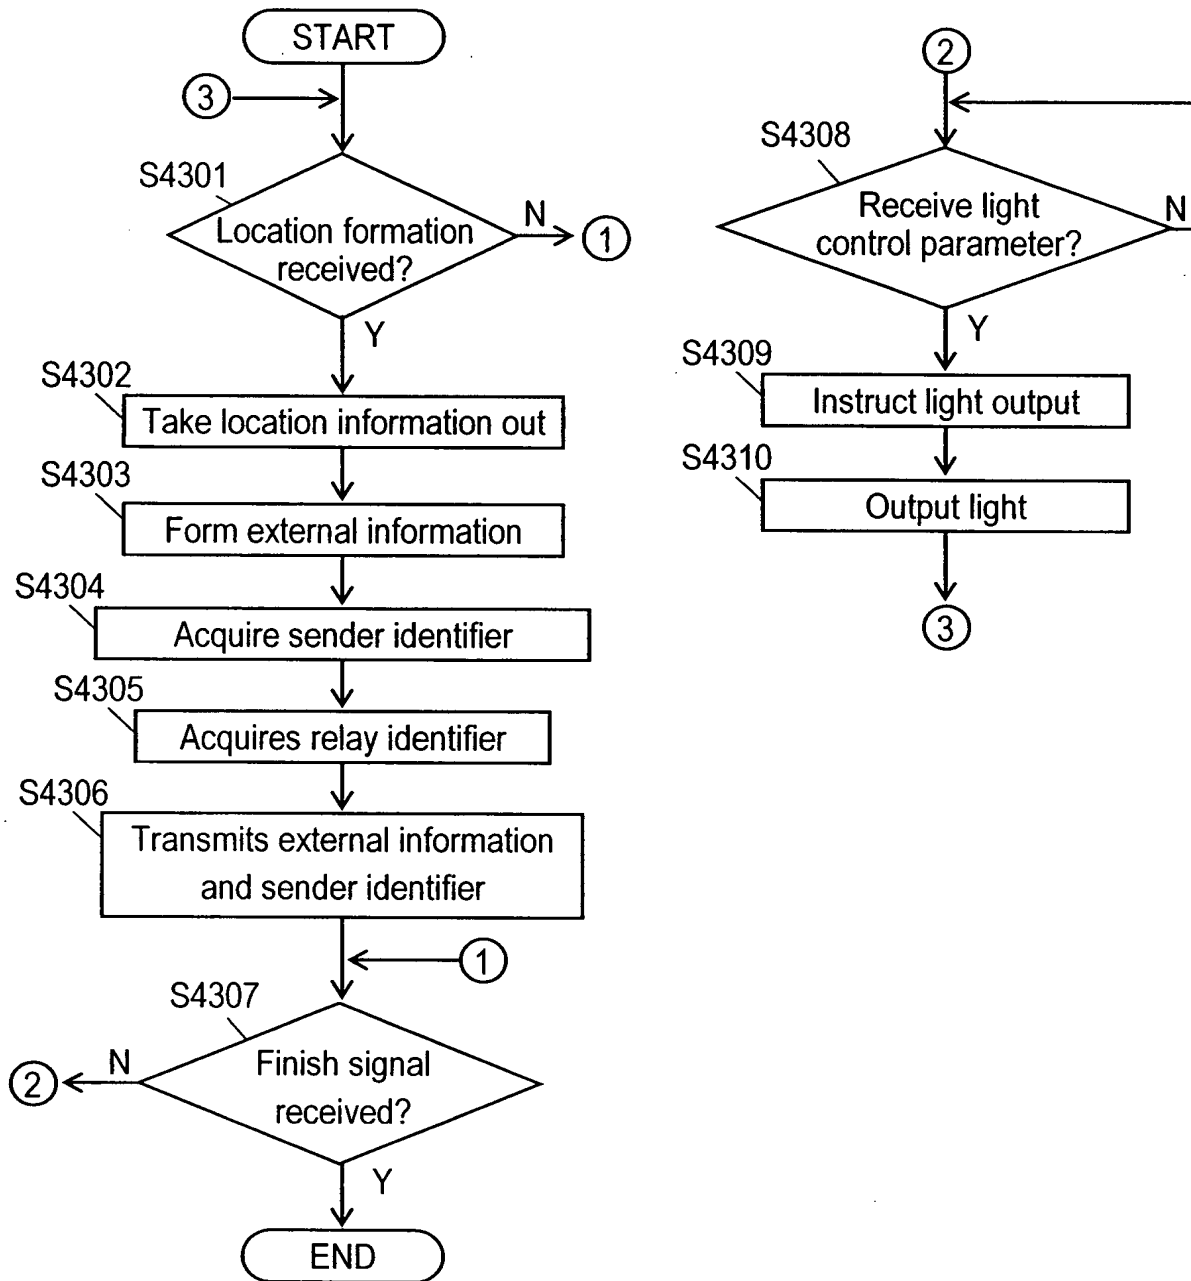 START
3
S4301
Location formation
received?
N
1
Y
S4302
Take location information out
S4303
Form external information
S4304
Acquire sender identifier
S4305
Acquires relay identifier
S4306
Transmits external information
and sender identifier
1
S4307
Finish signal
received?
N
2
Y
END
2
S4308
Receive light
control parameter?
N
Y
S4309
Instruct light output
S4310
Output light
3